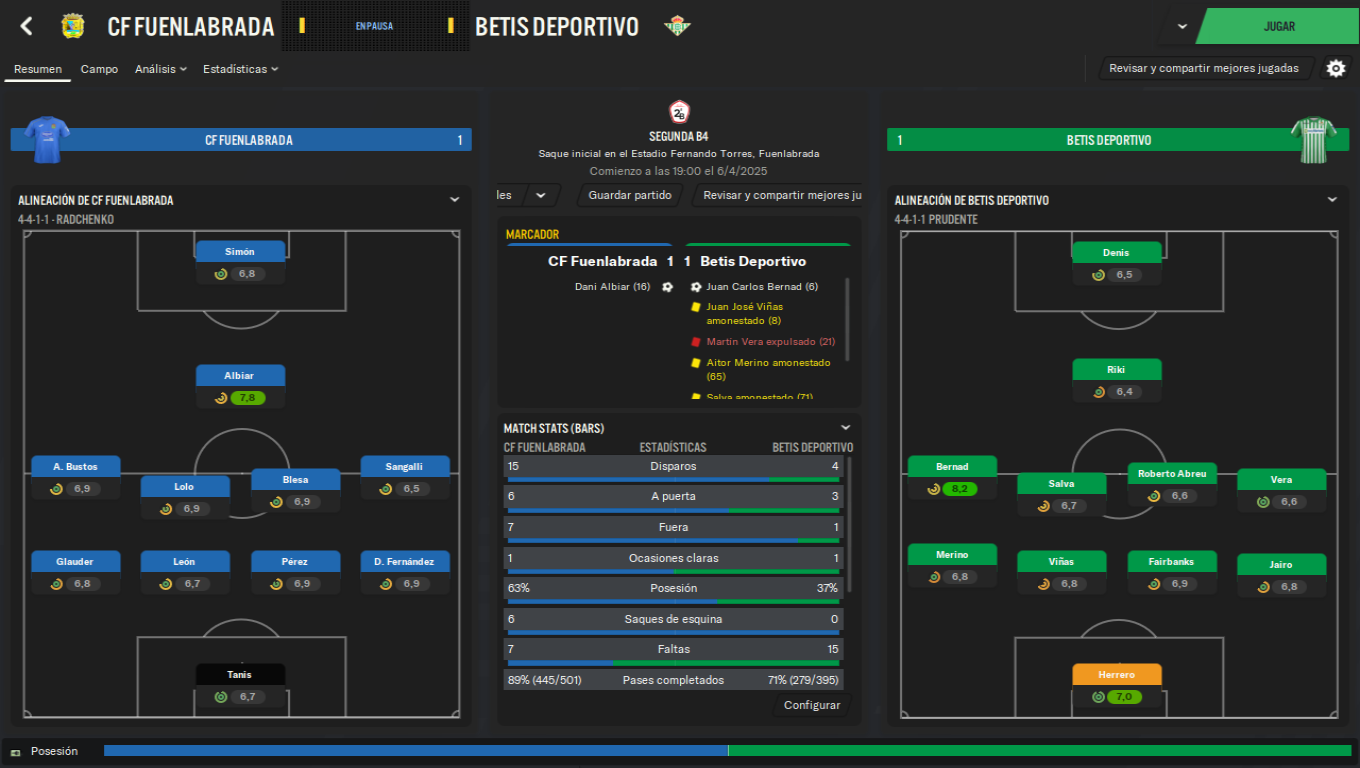 CF FUENLABRADA
EN PAUSA
BETIS DEPORTIVO
JUGAR
Resumen
Campo
Análisis
Estadísticas
Revisar y compartir mejores jugadas
CF FUENLABRADA 1
2B
SEGUNDA B4
Saque inicial en el Estadio Fernando Torres, Fuenlabrada
Comienzo a las 19:00 el 6/4/2025
les
Guardar partido
Revisar y compartir mejores ju
1 BETIS DEPORTIVO
ALINEACIÓN DE CF FUENLABRADA
4-4-1-1 - RADCHENKO
Simón
6,8
Albiar
7,8
A. Bustos
6,9
Lolo
6,9
Blesa
6,9
Sangalli
6,5
Glauder
6,8
León
6,7
Pérez
6,9
D. Fernández
6,9
Tanis
6,7
MARCADOR
CF Fuenlabrada 1 1 Betis Deportivo
Dani Albiar (16)
Juan Carlos Bernad (6)
Juan José Viñas
amonestado (8)
Martín Vera expulsado (21)
Aitor Merino amonestado
(65)
Salva amonestado (71)
MATCH STATS (BARS)
CF FUENLABRADA ESTADÍSTICAS BETIS DEPORTIVO
15 Disparos 4
6 A puerta 3
7 Fuera 1
1 Ocasiones claras 1
63% Posesión 37%
6 Saques de esquina 0
7 Faltas 15
89% (445/501) Pases completados 71% (279/395)
Configurar
ALINEACIÓN DE BETIS DEPORTIVO
4-4-1-1 PRUDENTE
Denis
6,5
Riki
6,4
Bernad
8,2
Salva
6,7
Roberto Abreu
6,6
Vera
6,6
Merino
6,8
Viñas
6,8
Fairbanks
6,9
Jairo
6,8
Herrero
7,0
Posesión